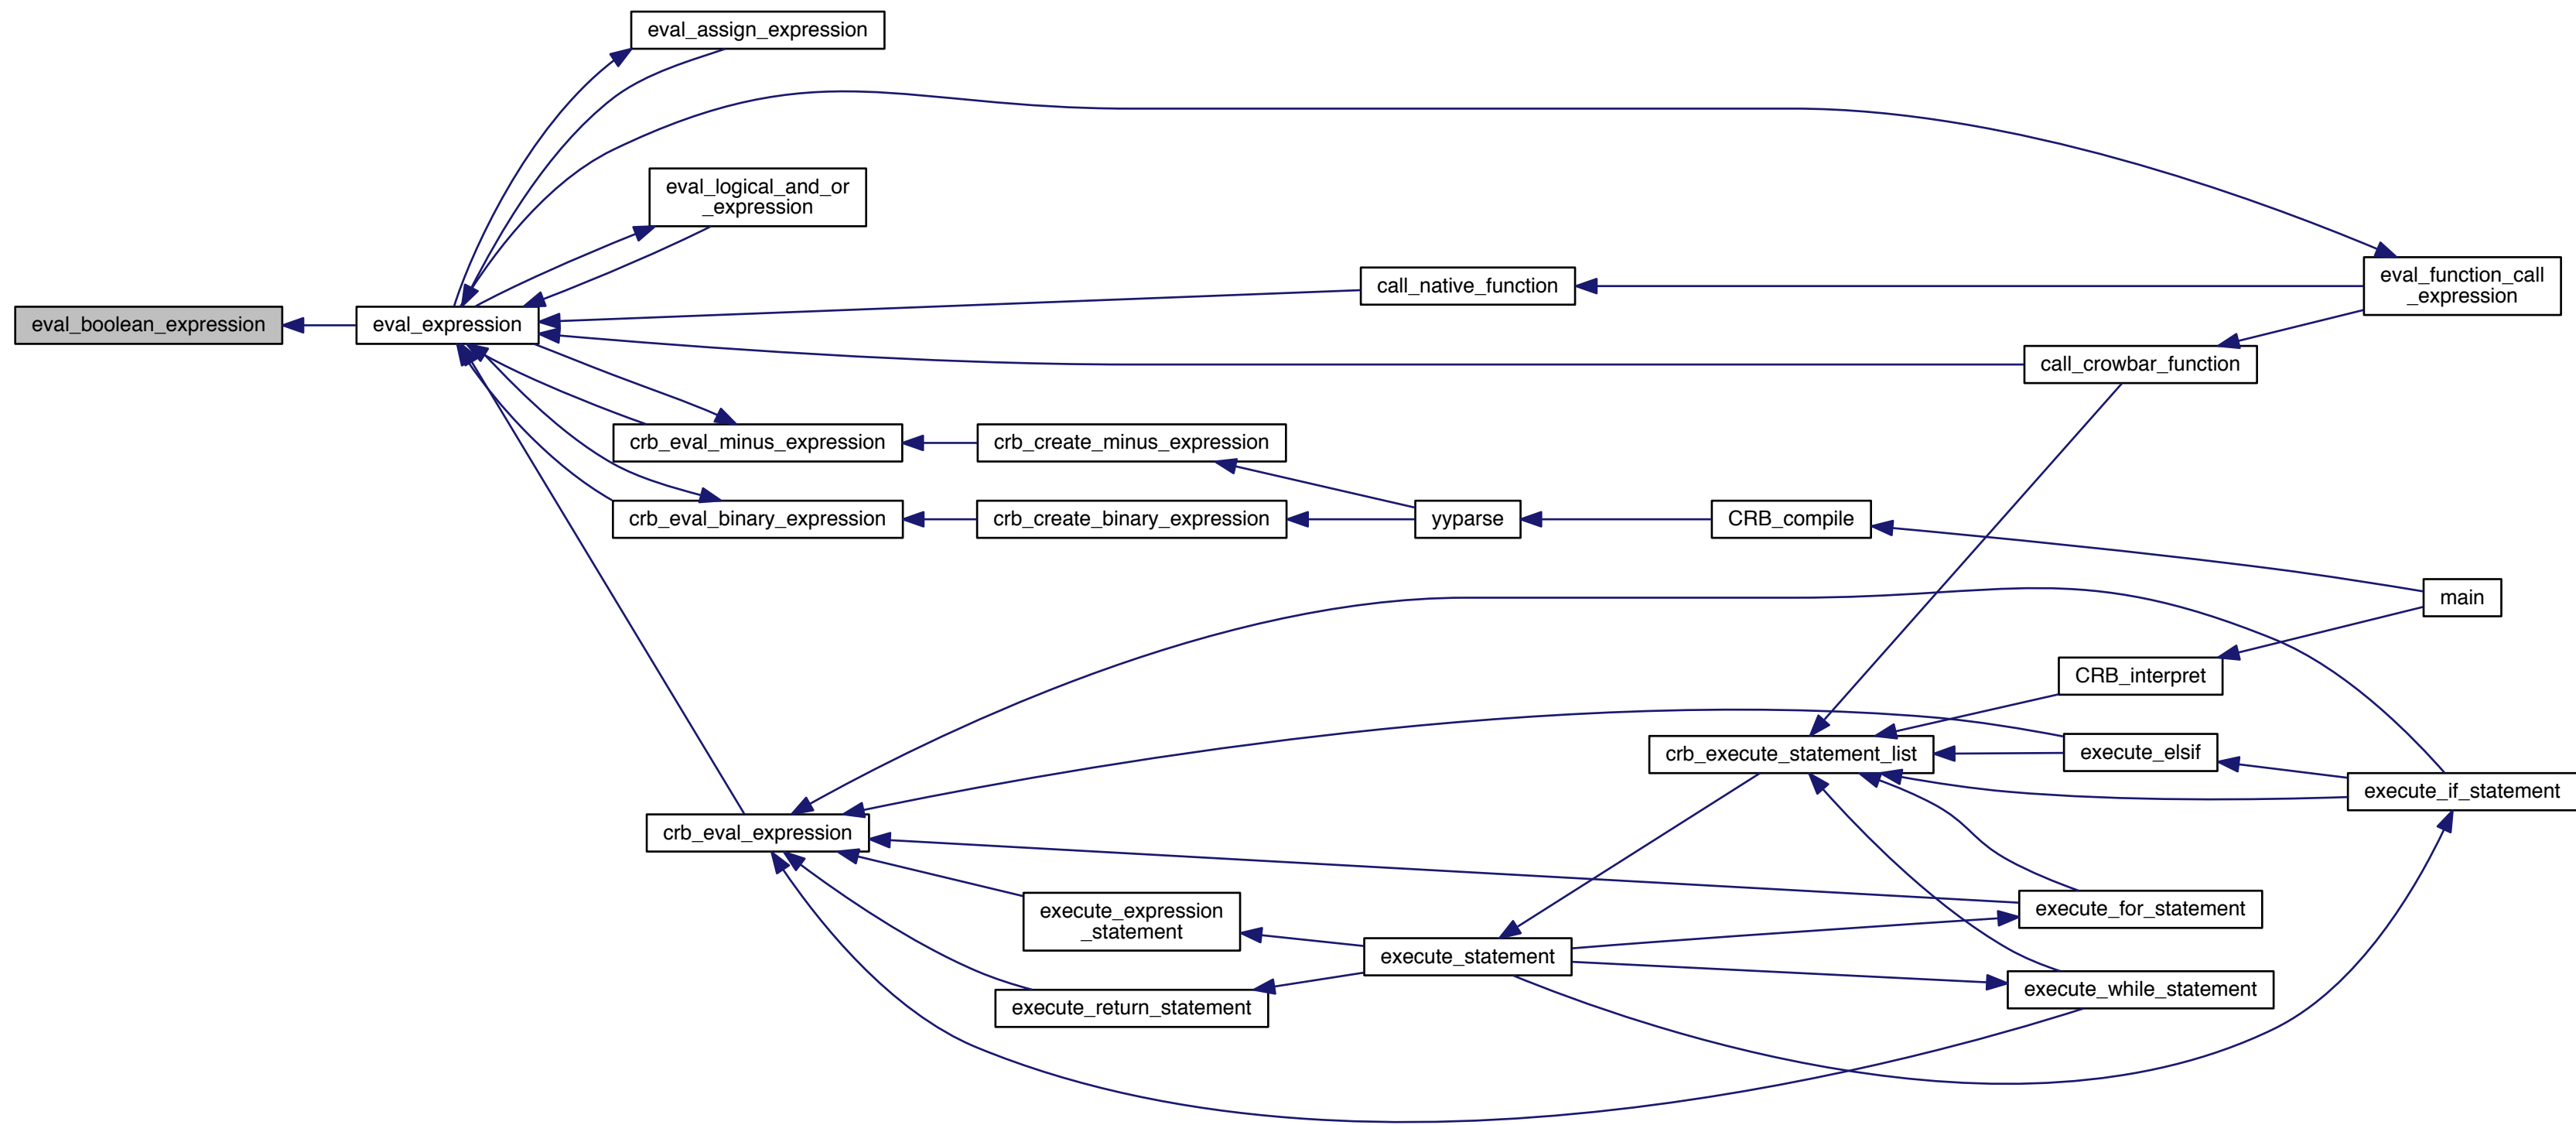 eval_assign_expression
eval_logical_and_or
_expression
call_native_function
eval_function_call
_expression
eval_boolean_expression
eval_expression
call_crowbar_function
crb_eval_minus_expression
crb_create_minus_expression
crb_eval_binary_expression
crb_create_binary_expression
yyparse
CRB_compile
main
CRB_interpret
crb_execute_statement_list
execute_elsif
execute_if_statement
crb_eval_expression
execute_expression
_statement
execute_for_statement
execute_statement
execute_while_statement
execute_return_statement